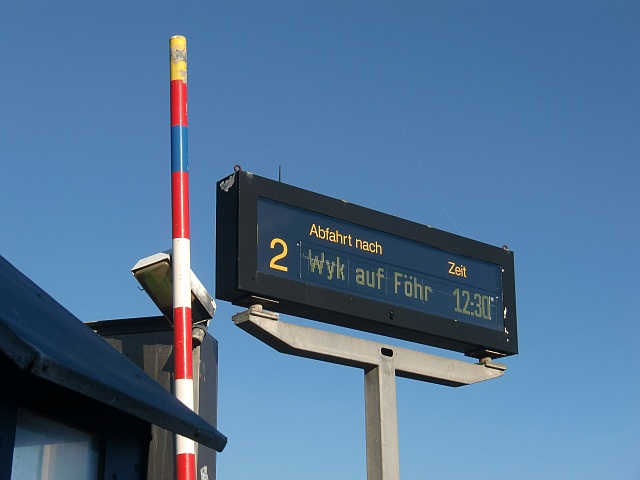 Abfahrt nach Zeit
2 Wyk auf Föhr 12:30